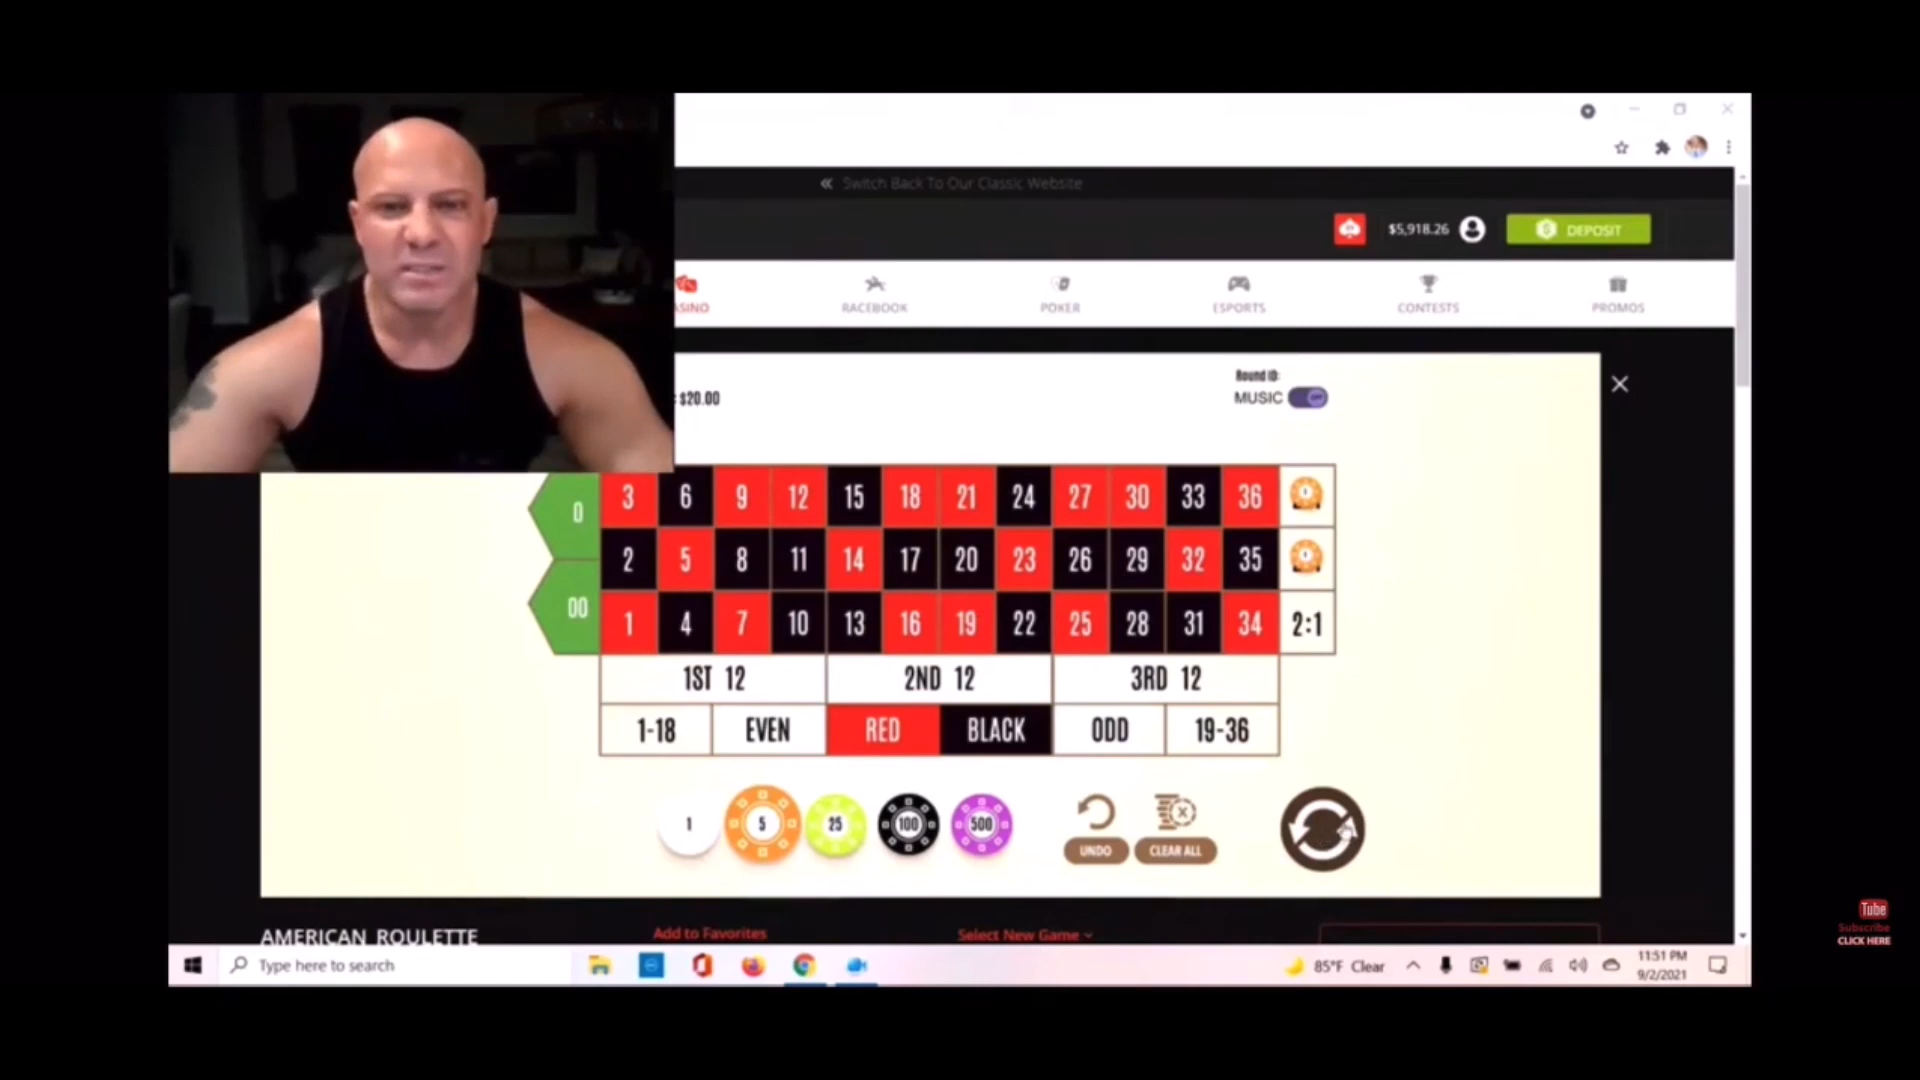 Switch Back To Our Classic Website
$5,918.26
DEPOSIT
RACEBOOK
POKER
ESPORTS
CONTESTS
PROMOS
Round ID:
: $20.00
MUSIC
3 6 9 12 15 18 21 24 27 30 33 36
0
2 5 8 11 14 17 20 23 26 29 32 35
00
1 4 7 10 13 16 19 22 25 28 31 34 2:1
1ST 12 2ND 12 3RD 12
1-18 EVEN RED BLACK ODD 19-36
1 5 25 100 500
UNDO CLEAR ALL
AMERICAN ROULETTE
Add to Favorites
Select New Game
Type here to search
85°F Clear
11:51 PM
9/2/2021
Tube
Subscribe
CLICK HERE